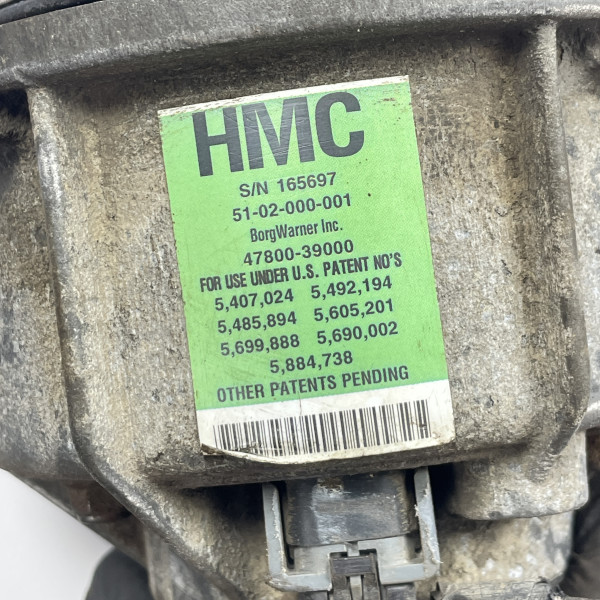 HMC
S/N 165697
51-02-000-001
BorgWarner Inc.
47800-39000
FOR USE UNDER U.S. PATENT NO'S
5,407,024 5,492,194
5,485,894 5,605,201
5,699,888 5,690,002
5,884,738
OTHER PATENTS PENDING